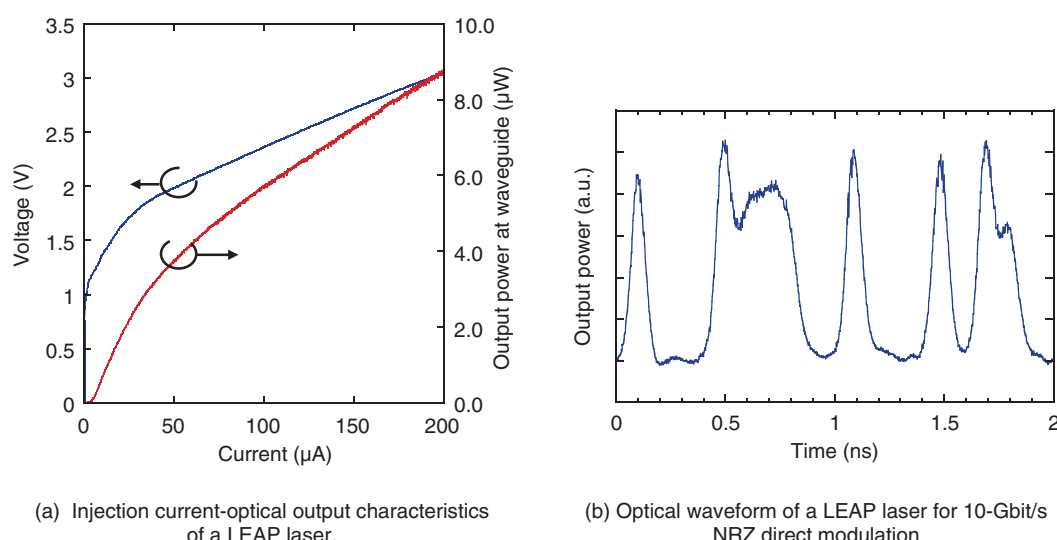 3.5
3
2.5
2
1.5
1
0.5
0
Voltage (V)
10.0
8.0
6.0
4.0
2.0
0.0
Output power at waveguide (µW)
0
50
100
150
200
Current (µA)
Output power (a.u.)
0
0.5
1
1.5
2
Time (ns)
(a) Injection current-optical output characteristics
of a LEAP laser.
(b) Optical waveform of a LEAP laser for 10-Gbit/s
NRZ direct modulation